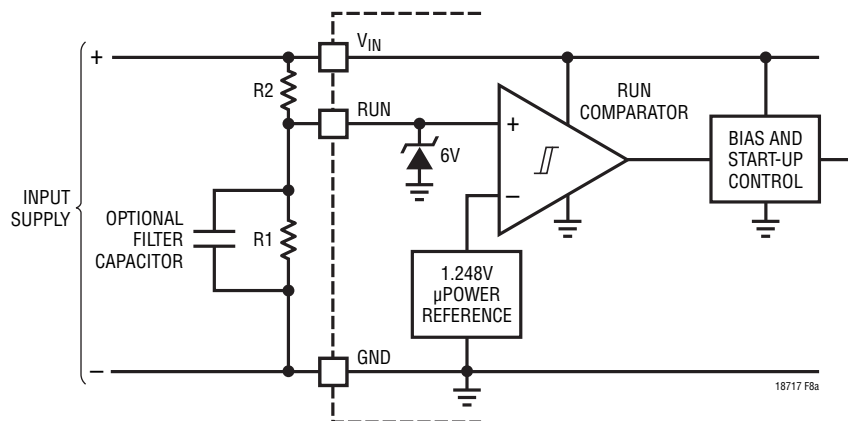 +
V_IN
R2
RUN
RUN
COMPARATOR
+
6V
−
BIAS AND
START-UP
CONTROL
INPUT
SUPPLY
OPTIONAL
FILTER
CAPACITOR
R1
1.248V
µPOWER
REFERENCE
−
GND
18717 F8a